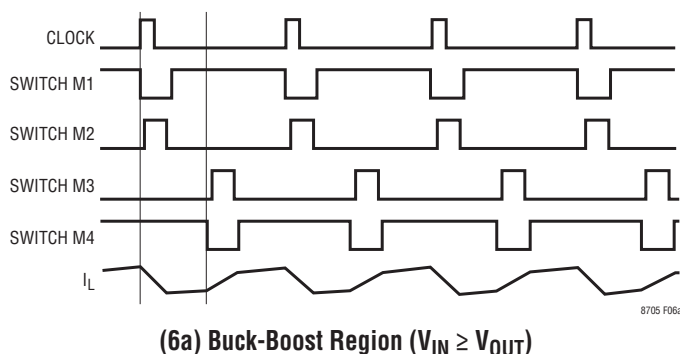 CLOCK
SWITCH M1
SWITCH M2
SWITCH M3
SWITCH M4
IL
8705 F06a
(6a) Buck-Boost Region (VIN ≥ VOUT)